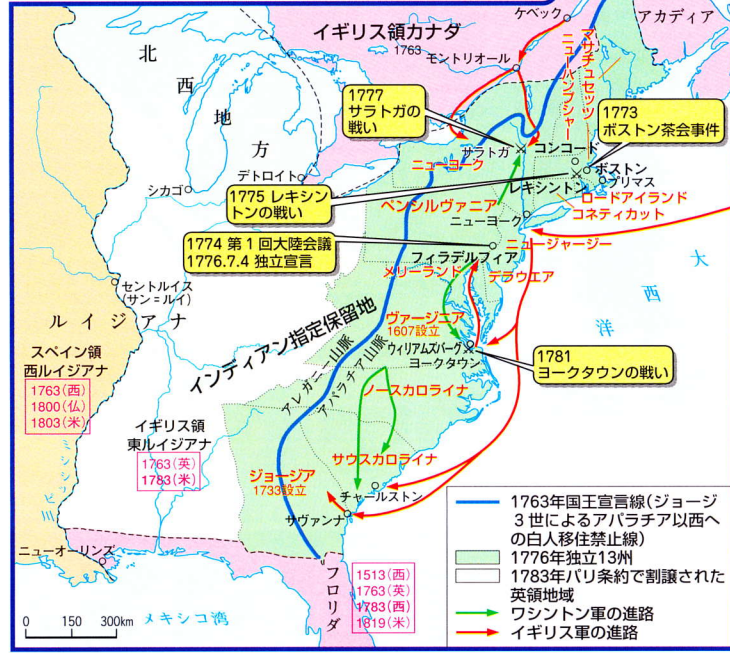 ケベック
アカディア
イギリス領カナダ
1763
モントリオール
北西地方
ニューハンプシャー
マサチュセッツ
1777
サラトガの
戦い
1773
ボストン茶会事件
サラトガ
コンコード
ボストン
プリマス
レキシントン
デトロイト
シカゴ
ニューヨーク
1775 レキシン
トンの戦い
ペンシルヴァニア
ロードアイランド
コネティカット
ニューヨーク
1774 第1回大陸会議
1776.7.4 独立宣言
ニュージャージー
フィラデルフィア
メリーランド
デラウエア
大西洋
セントルイス
(サン=ルイ)
ルイジアナ
インディアン指定保留地
アレガニー山脈
アパラチア山脈
ヴァージニア
1607設立
ウィリアムズバーグ
ヨークタウン
1781
ヨークタウンの戦い
スペイン領
西ルイジアナ
1763(西)
1800(仏)
1803(米)
イギリス領
東ルイジアナ
1763(英)
1783(米)
ノースカロライナ
サウスカロライナ
ジョージア
1733設立
チャールストン
サヴァンナ
ミシシッピ川
ニューオーリンズ
フロリダ
1513(西)
1763(英)
1783(西)
1819(米)
メキシコ湾
0 150 300km
1763年国王宣言線(ジョージ
3世によるアパラチア以西へ
の白人移住禁止線)
1776年独立13州
1783年パリ条約で割譲された
英領地域
ワシントン軍の進路
イギリス軍の進路